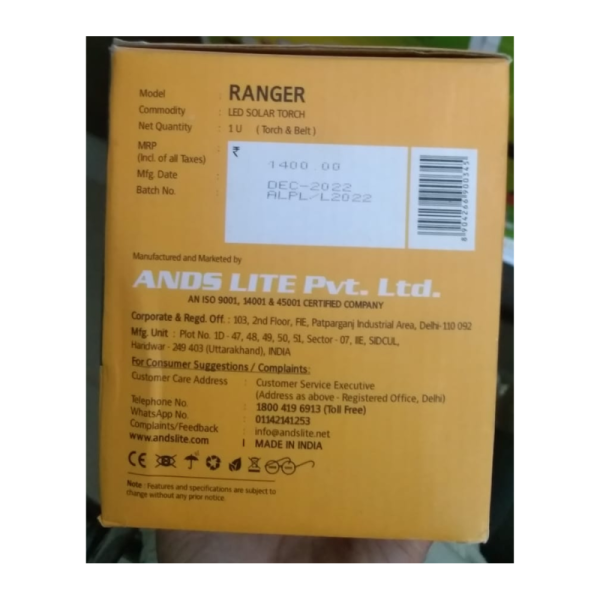 Model : RANGER
Commodity : LED SOLAR TORCH
Net Quantity : 1 U ( Torch & Belt )
MRP : ₹ 1400.00
(Incl. of all Taxes)
Mfg. Date : DEC-2022
Batch No. : ALPL/L2022
8904266900345
Manufactured and Marketed by
ANDS LITE Pvt. Ltd.
AN ISO 9001, 14001 & 45001 CERTIFIED COMPANY
Corporate & Regd. Off. : 103, 2nd Floor, FIE, Patparganj Industrial Area, Delhi-110 092
Mfg. Unit : Plot No. 1D - 47, 48, 49, 50, 51, Sector - 07, IIE, SIDCUL,
Haridwar - 249 403 (Uttarakhand), INDIA
For Consumer Suggestions / Complaints:
Customer Care Address : Customer Service Executive
(Address as above - Registered Office, Delhi)
Telephone No. : 1800 419 6913 (Toll Free)
WhatsApp No. : 01142141253
Complaints/Feedback : info@andslite.net
www.andslite.com | MADE IN INDIA
CE
Note : Features and specifications are subject to
change without any prior notice.